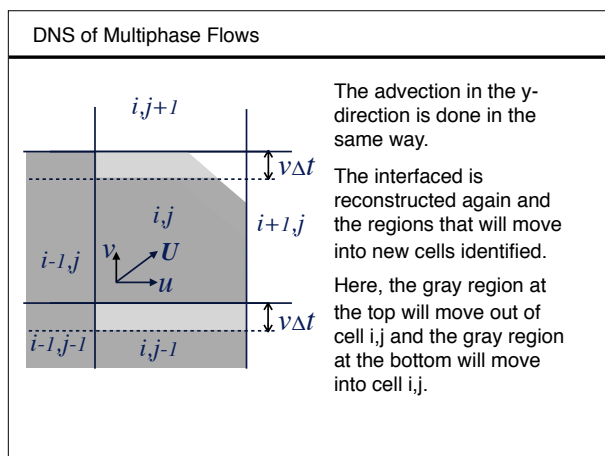 DNS of Multiphase Flows
i,j+1
vΔt
i,j
i+1,j
i-1,j
v
U
u
vΔt
i-1,j-1
i,j-1
The advection in the y-
direction is done in the
same way.
The interfaced is
reconstructed again and
the regions that will move
into new cells identified.
Here, the gray region at
the top will move out of
cell i,j and the gray region
at the bottom will move
into cell i,j.